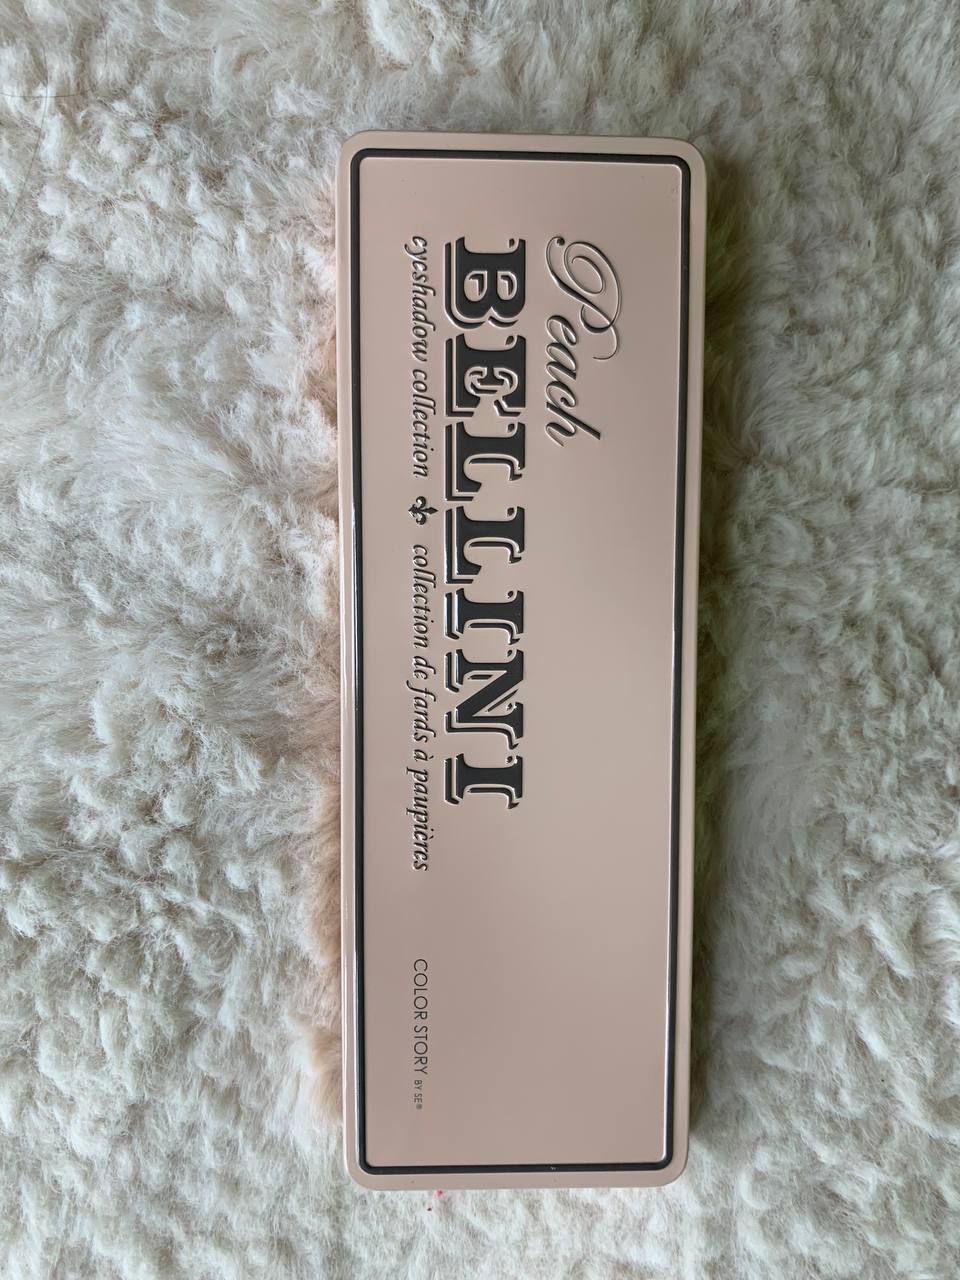 Peach
BELLINI
eyeshadow collection ⚜ collection de fards à paupières
COLOR STORY BY SE®